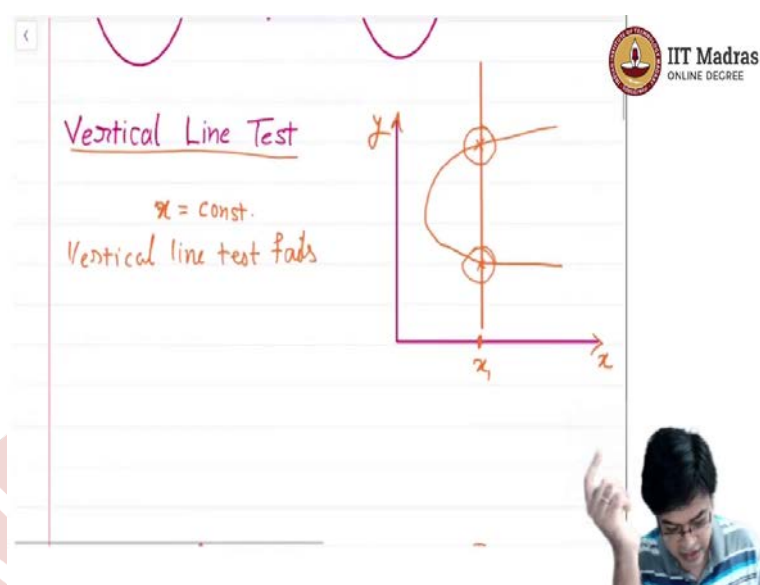 IIT Madras
ONLINE DEGREE
Vertical Line Test
x = const.
Vertical line test fails
y
x₁
x